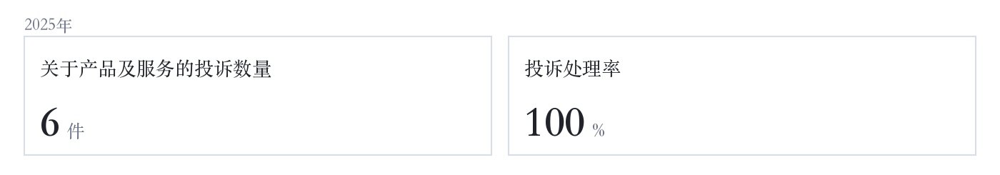 2025年
关于产品及服务的投诉数量
6 件
投诉处理率
100 %